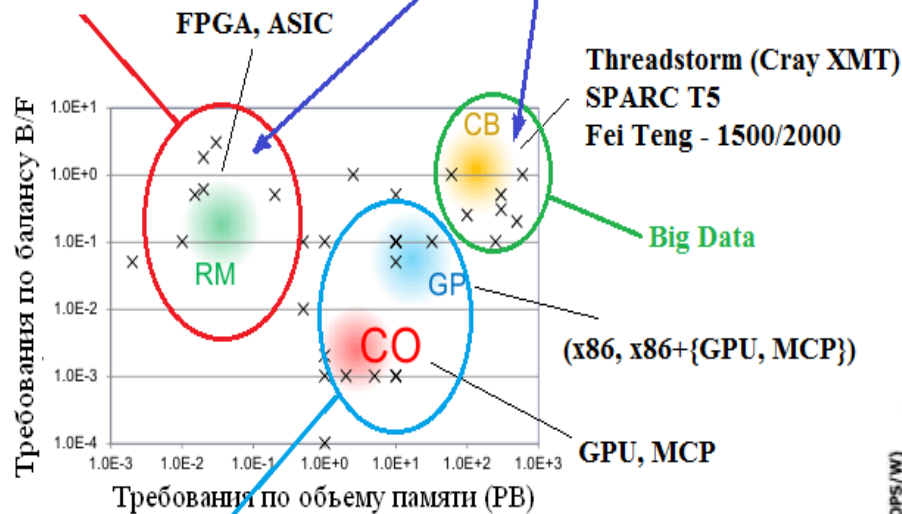 FPGA, ASIC
Threadstorm (Cray XMT)
SPARC T5
Fei Teng - 1500/2000
Требования по балансу B/F
1.0E+1
1.0E+0
1.0E-1
1.0E-2
1.0E-3
1.0E-4
CB
RM
GP
CO
Big Data
(x86, x86+{GPU, MCP})
GPU, MCP
1.0E-3
1.0E-2
1.0E-1
1.0E+0
1.0E+1
1.0E+2
1.0E+3
Требования по объему памяти (PB)
OPS/W)